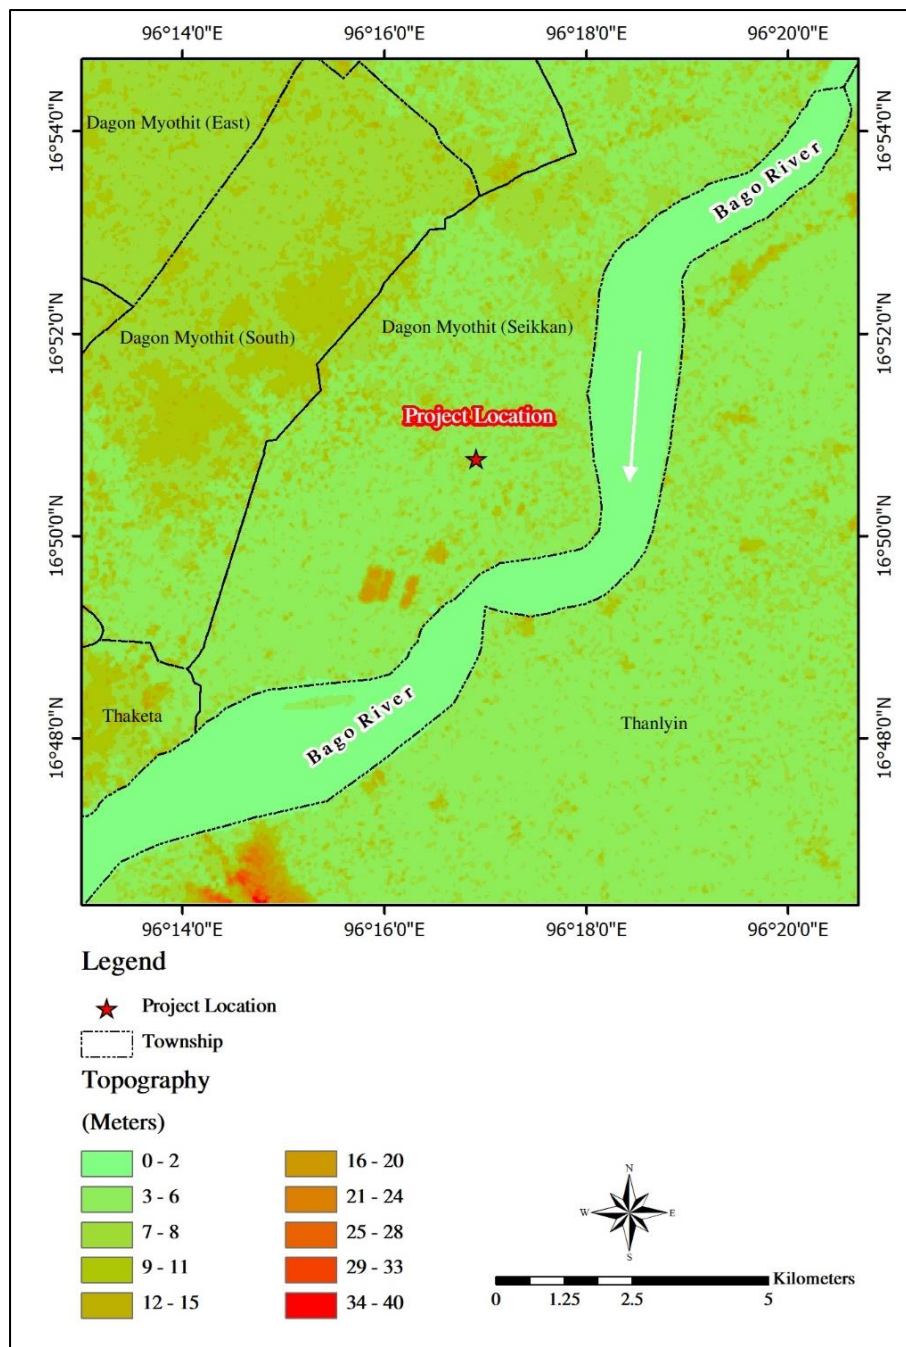 96°14'0"E 96°16'0"E 96°18'0"E 96°20'0"E
16°54'0"N
16°54'0"N
Dagon Myothit (East)
Bago River
16°52'0"N
16°52'0"N
Dagon Myothit (Seikkan)
Dagon Myothit (South)
Project Location
16°50'0"N
16°50'0"N
16°48'0"N
16°48'0"N
Thaketa
Bago River
Thanlyin
96°14'0"E 96°16'0"E 96°18'0"E 96°20'0"E
Legend
Project Location
Township
Topography
(Meters)
0 - 2
3 - 6
7 - 8
9 - 11
12 - 15
16 - 20
21 - 24
25 - 28
29 - 33
34 - 40
N
W E
S
Kilometers
0 1.25 2.5 5